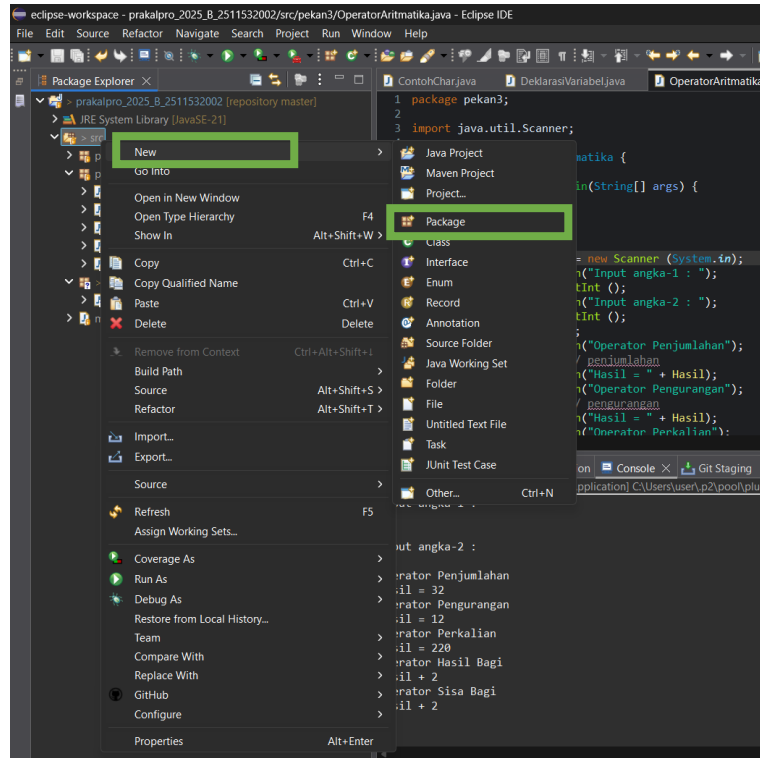 eclipse-workspace - prakalpro_2025_B_2511532002/src/pekan3/OperatorAritmatika.java - Eclipse IDE
File Edit Source Refactor Navigate Search Project Run Window Help
Package Explorer
ContohChar.java
DeklarasiVariabel.java
OperatorAritmatika
> prakalpro_2025_B_2511532002 [repository master]
JRE System Library [JavaSE-21]
> src
1 package pekan3;
2
3 import java.util.Scanner;
matika {
in(String[] args) {
= new Scanner (System.in);
n("Input angka-1 : ");
tInt ();
n("Input angka-2 : ");
tInt ();
;
n("Operator Penjumlahan");
/ penjumlahan
n("Hasil = " + Hasil);
n("Operator Pengurangan");
/ pengurangan
n("Hasil = " + Hasil);
n("Operator Perkalian");
New
Go Into
Open in New Window
Open Type Hierarchy F4
Show In Alt+Shift+W
Copy Ctrl+C
Copy Qualified Name
Paste Ctrl+V
Delete Delete
Remove from Context Ctrl+Alt+Shift+↓
Build Path
Source Alt+Shift+S
Refactor Alt+Shift+T
Import...
Export...
Source
Refresh F5
Assign Working Sets...
Coverage As
Run As
Debug As
Restore from Local History...
Team
Compare With
Replace With
GitHub
Configure
Properties Alt+Enter
Java Project
Maven Project
Project...
Package
Class
Interface
Enum
Record
Annotation
Source Folder
Java Working Set
Folder
File
Untitled Text File
Task
JUnit Test Case
Other... Ctrl+N
on
Console
Git Staging
pplication] C:\Users\user\.p2\pool\plu
put angka-1 :
put angka-2 :
erator Penjumlahan
sil = 32
erator Pengurangan
sil = 12
erator Perkalian
sil = 220
erator Hasil Bagi
sil + 2
erator Sisa Bagi
sil + 2